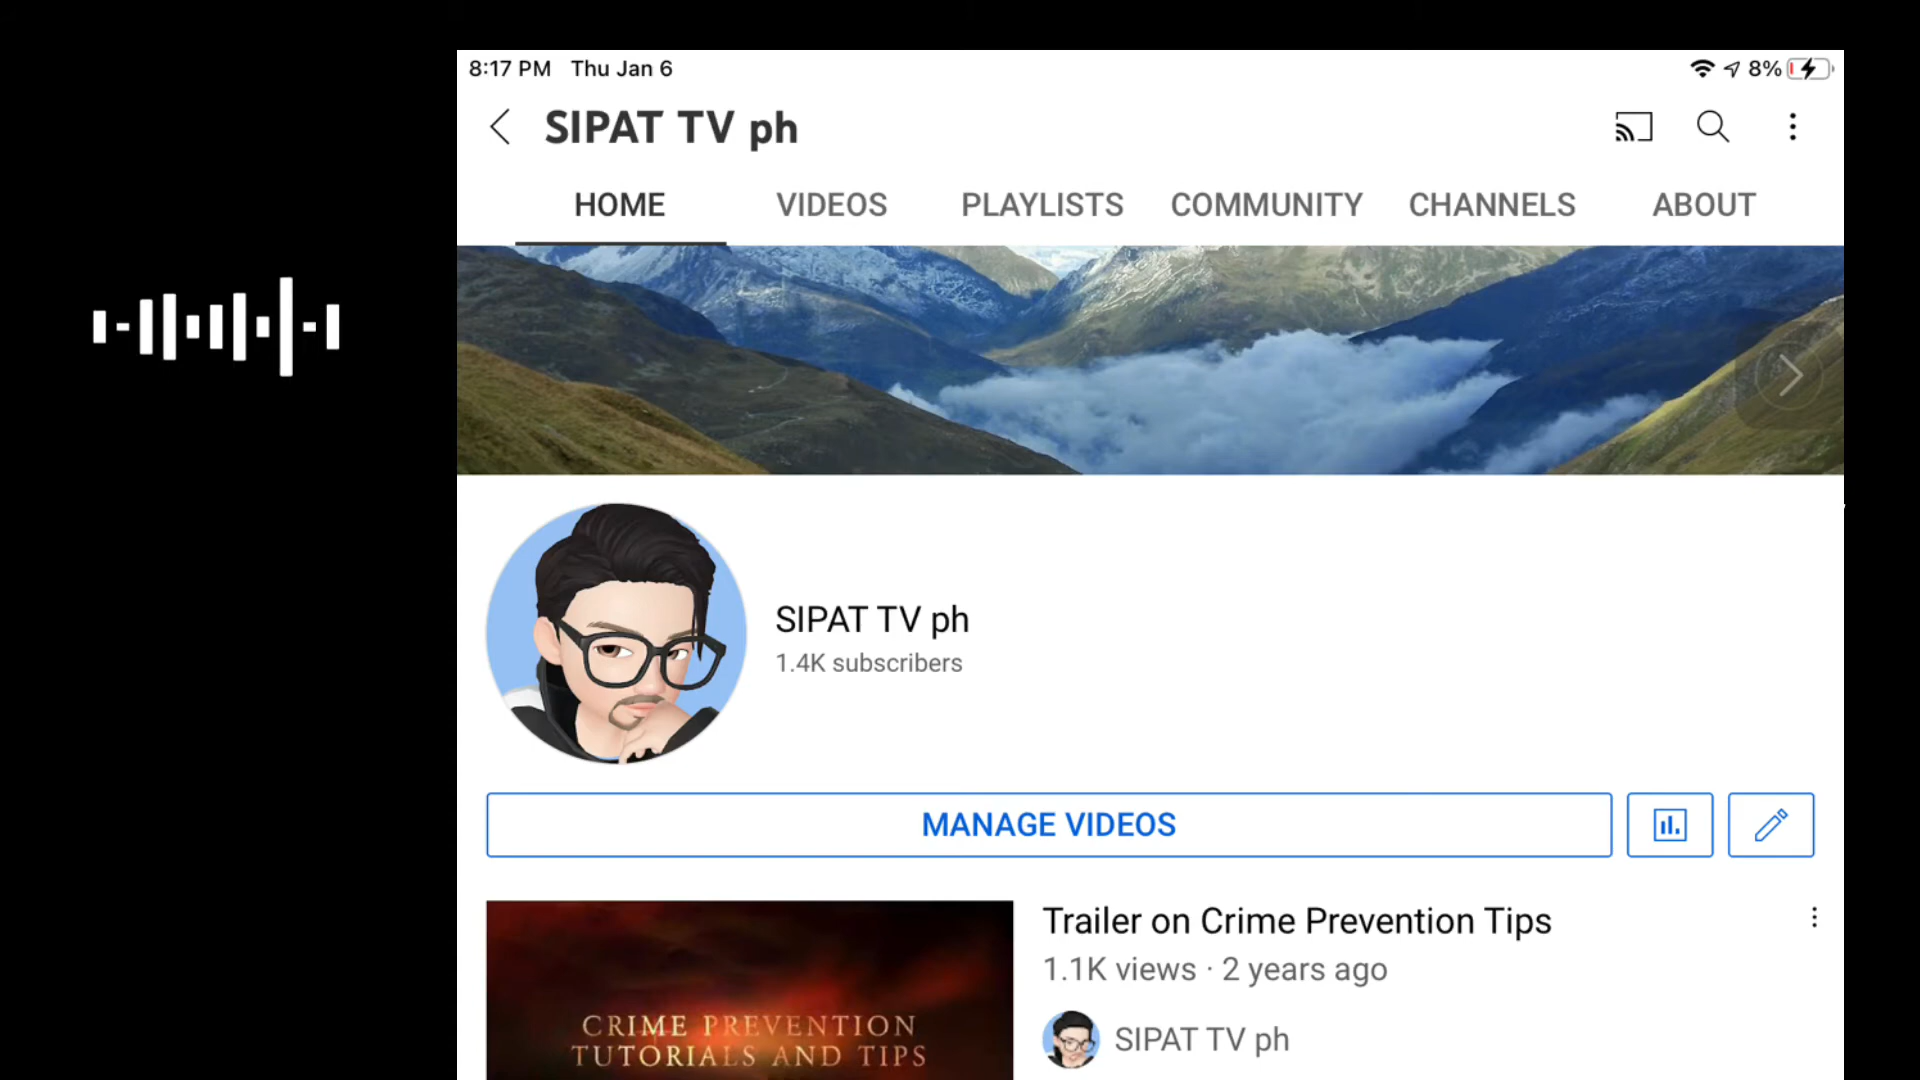 8:17 PM Thu Jan 6 8%
SIPAT TV ph
HOME VIDEOS PLAYLISTS COMMUNITY CHANNELS ABOUT
SIPAT TV ph
1.4K subscribers
MANAGE VIDEOS
Trailer on Crime Prevention Tips
1.1K views · 2 years ago
SIPAT TV ph
CRIME PREVENTION
TUTORIALS AND TIPS